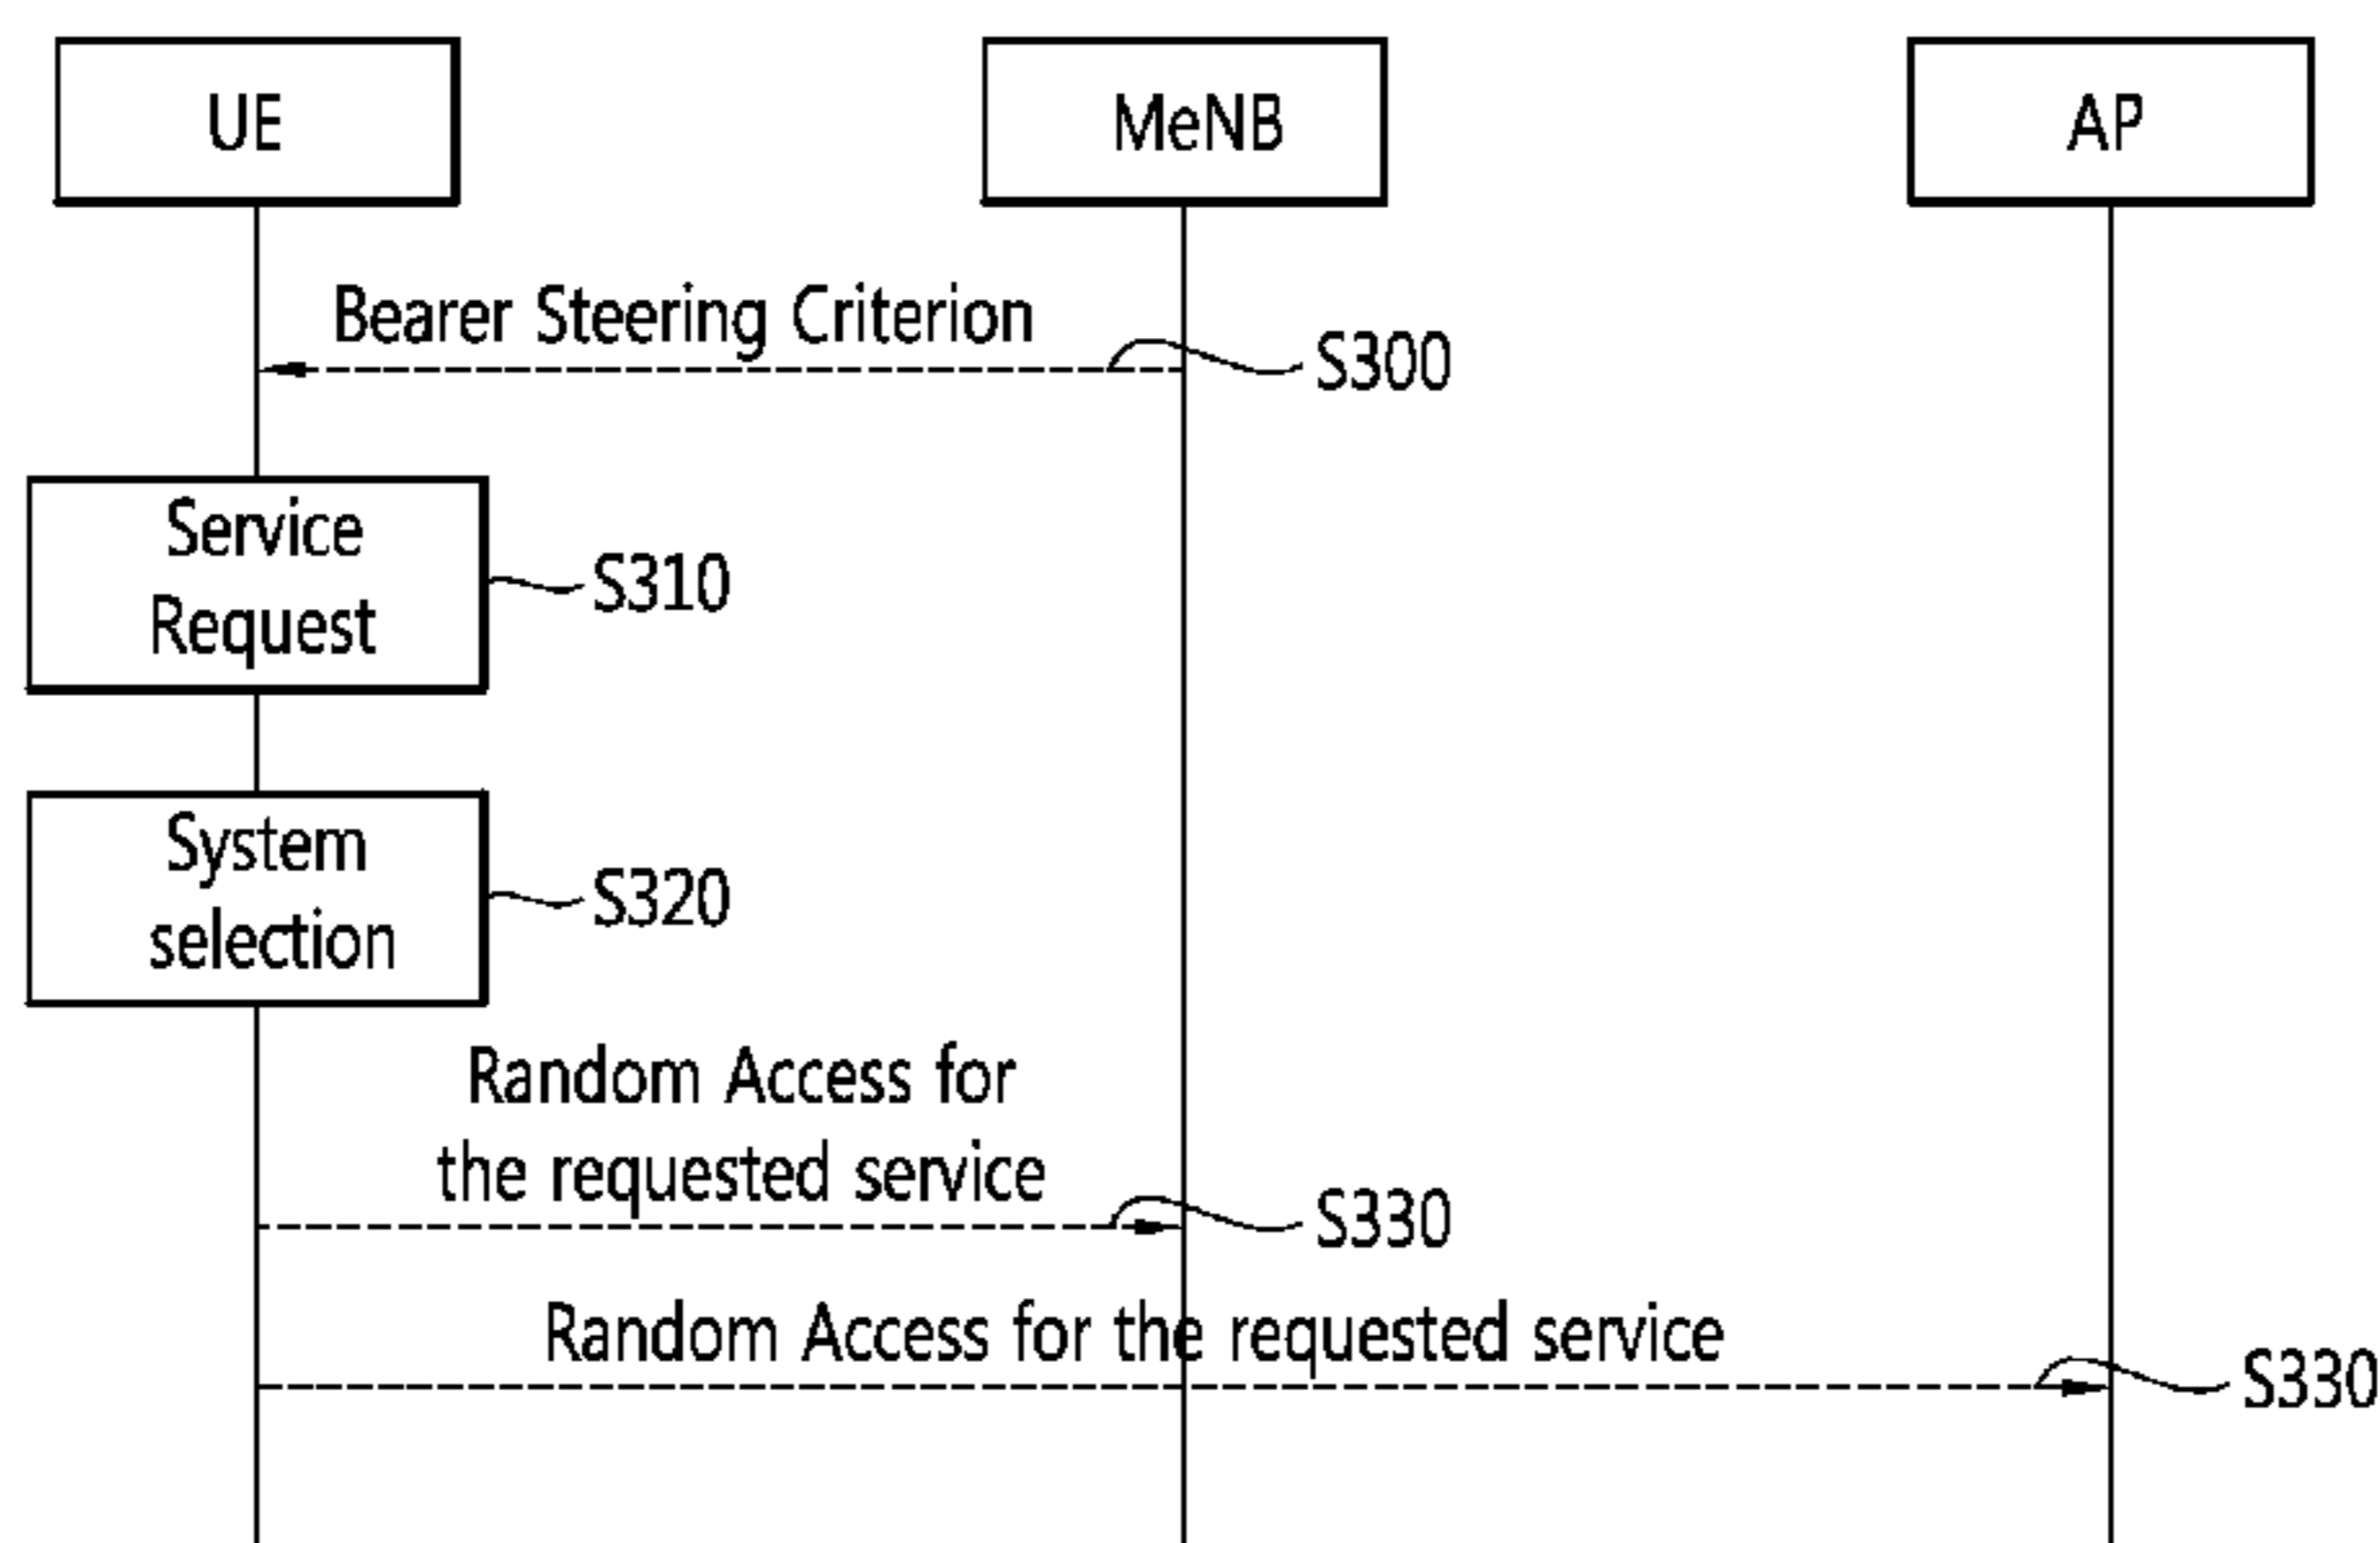 UE
MeNB
AP
Bearer Steering Criterion
S300
Service
Request
S310
System
selection
S320
Random Access for
the requested service
S330
Random Access for the requested service
S330